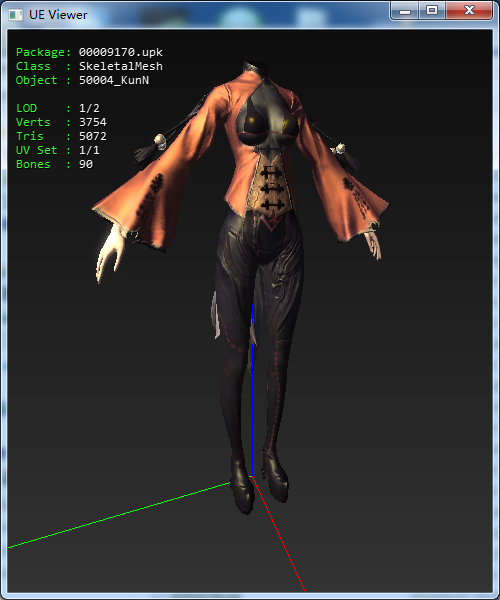 UE Viewer
Package: 00009170.upk
Class  : SkeletalMesh
Object : 50004_KunN
LOD    : 1/2
Verts  : 3754
Tris   : 5072
UV Set : 1/1
Bones  : 90